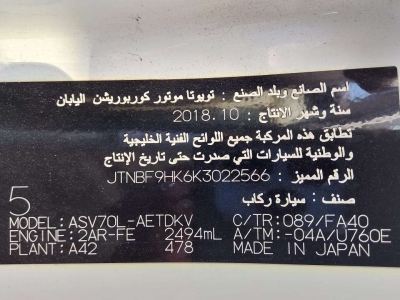 اسم الصانع وبلد الصنع : تويوتا موتور كوربوريشن اليابان
سنة وشهر الانتاج : 2018.10
تطابق هذه المركبة جميع اللوائح الفنية الخليجية
والوطنية للسيارات التي صدرت حتى تاريخ الإنتاج
الرقم المميز : JTNBF9HK6K3022566
صنف : سيارة ركاب
5
MODEL:ASV70L-AETDKV C/TR:089/FA40
ENGINE:2AR-FE 2494mL A/TM:-04A/U760E
PLANT:A42 478 MADE IN JAPAN